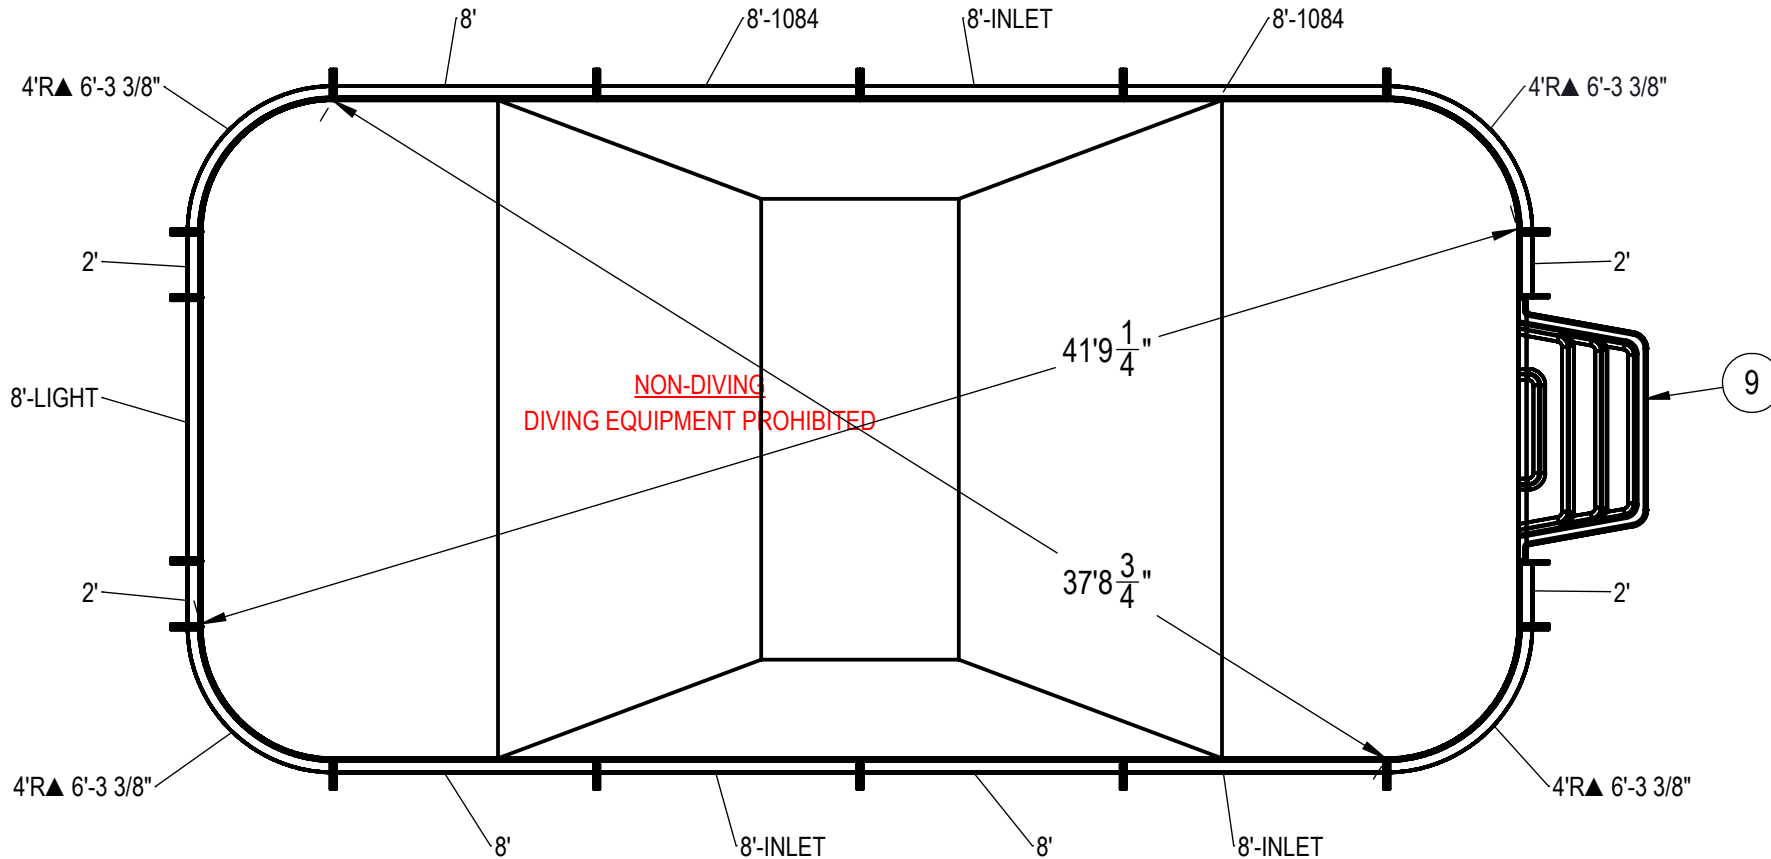 8'
8'-1084
8'-INLET
8'-1084
4'R▲ 6'-3 3/8"
4'R▲ 6'-3 3/8"
2'
2'
41'9 1/4"
NON-DIVING
DIVING EQUIPMENT PROHIBITED
8'-LIGHT
9
37'8 3/4"
2'
2'
4'R▲ 6'-3 3/8"
4'R▲ 6'-3 3/8"
8'
8'-INLET
8'
8'-INLET